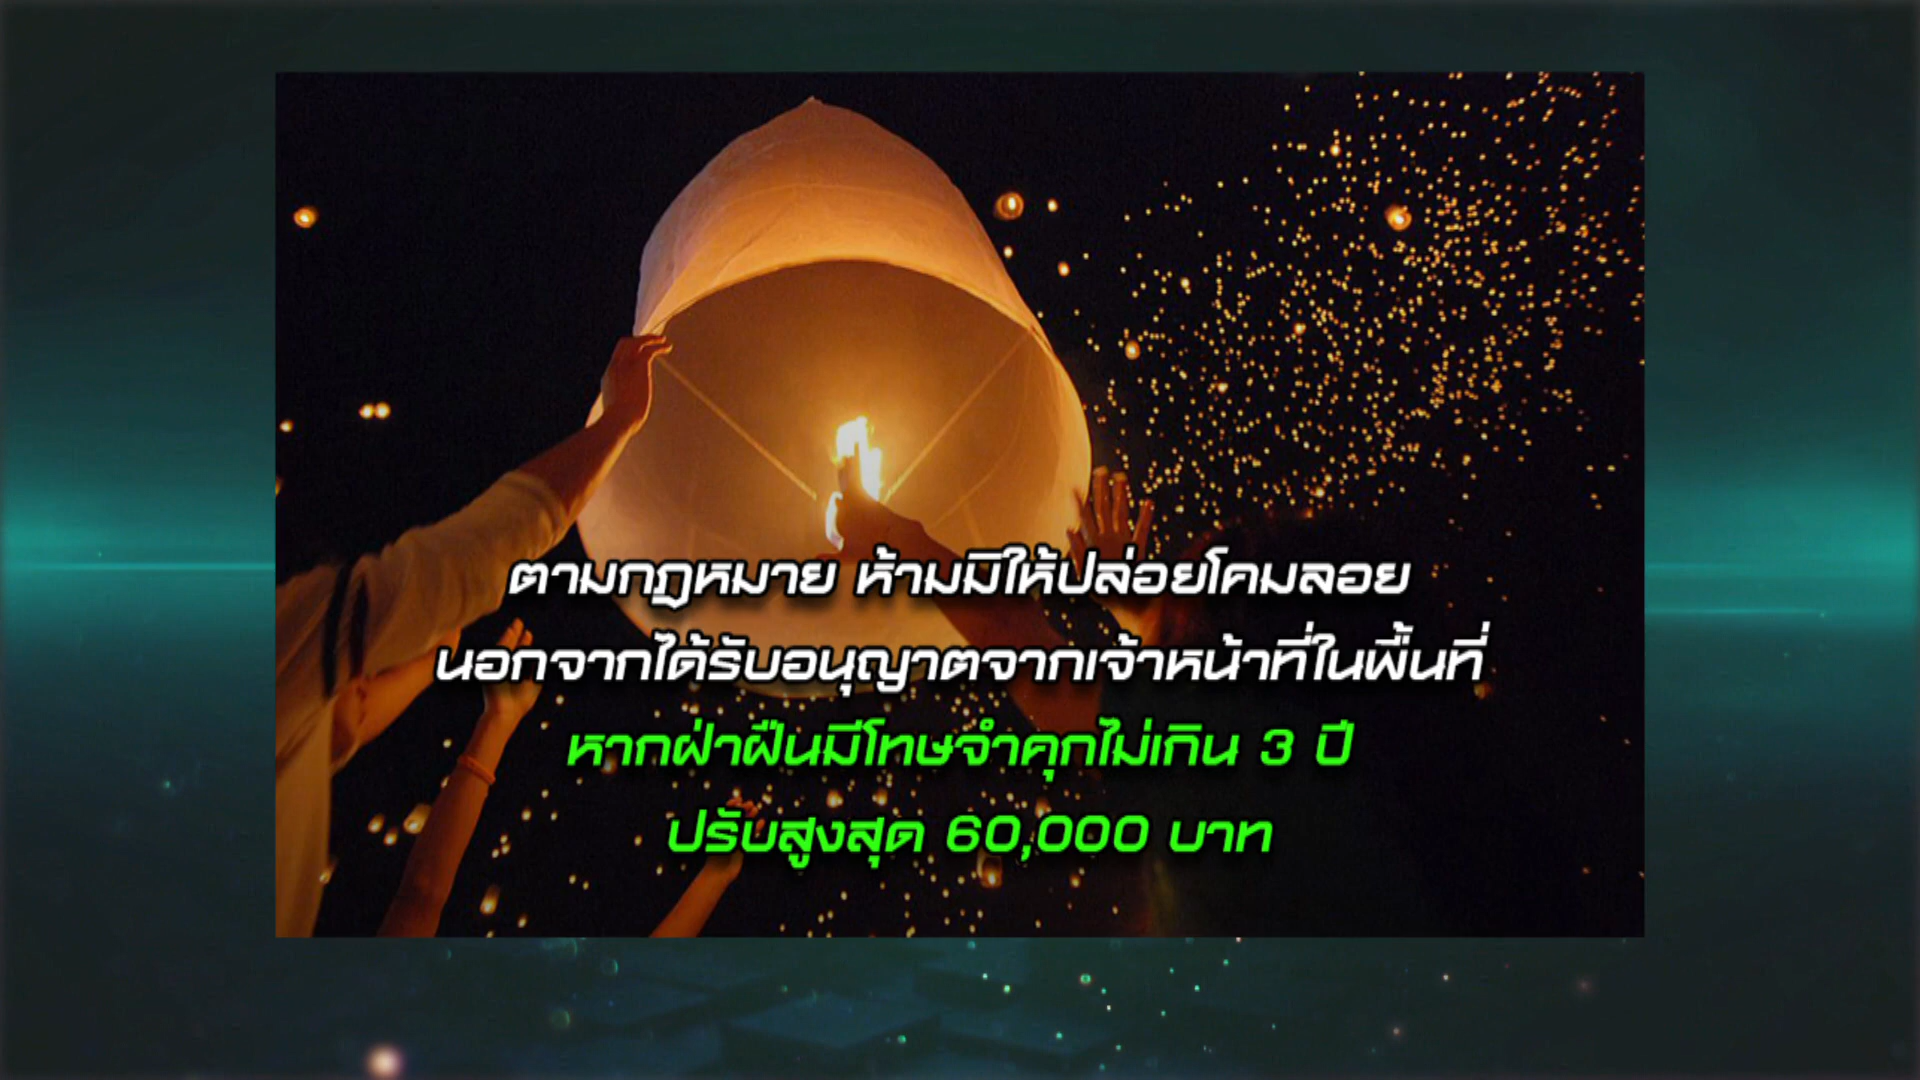 ตามกฎหมาย ห้ามมิให้ปล่อยโคมลอย
นอกจากได้รับอนุญาตจากเจ้าหน้าที่ในพื้นที่
หากฝ่าฝืนมีโทษจำคุกไม่เกิน 3 ปี
ปรับสูงสุด 60,000 บาท